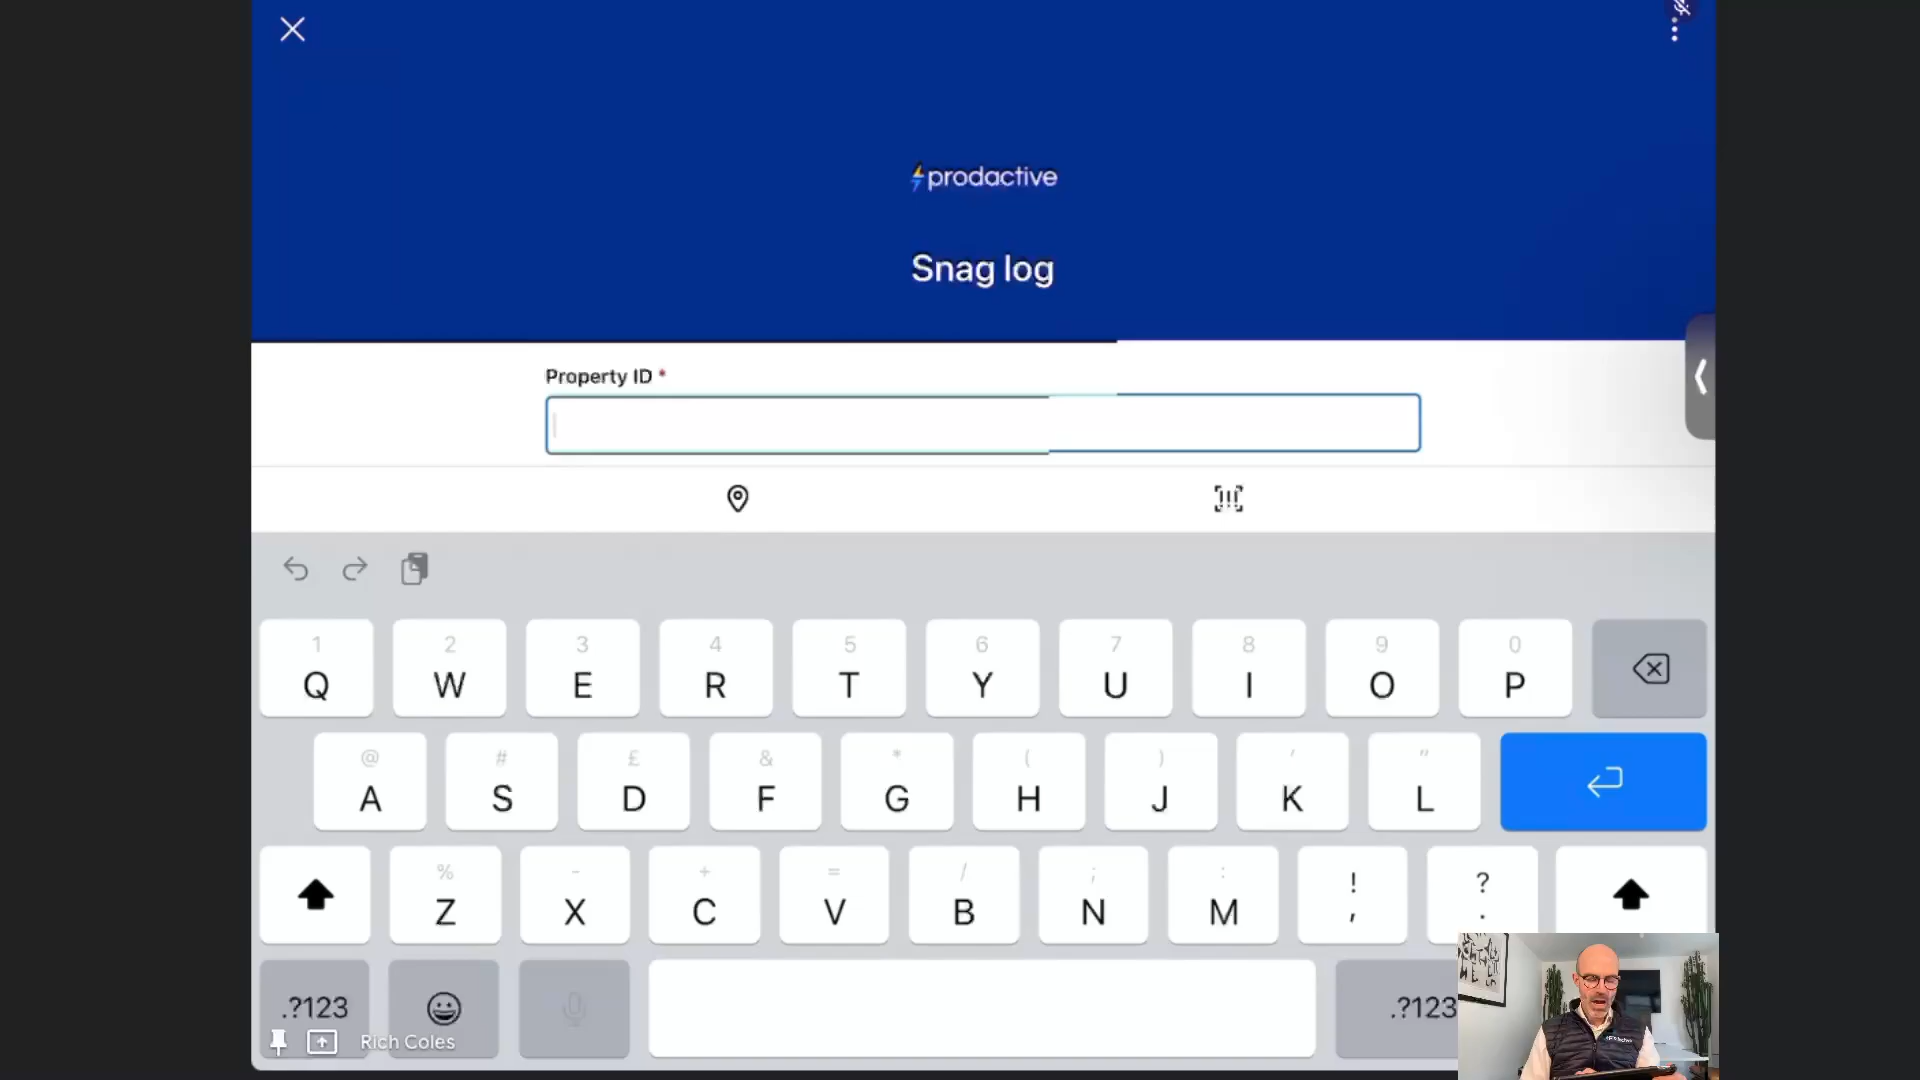 prodactive
Snag log
Property ID *
1 2 3 4 5 6 7 8 9 0
Q W E R T Y U I O P
@ # £ & * ( ) ' "
A S D F G H J K L
% - + = / ; : ! ?
Z X C V B N M , .
.?123 .?123
Rich Coles